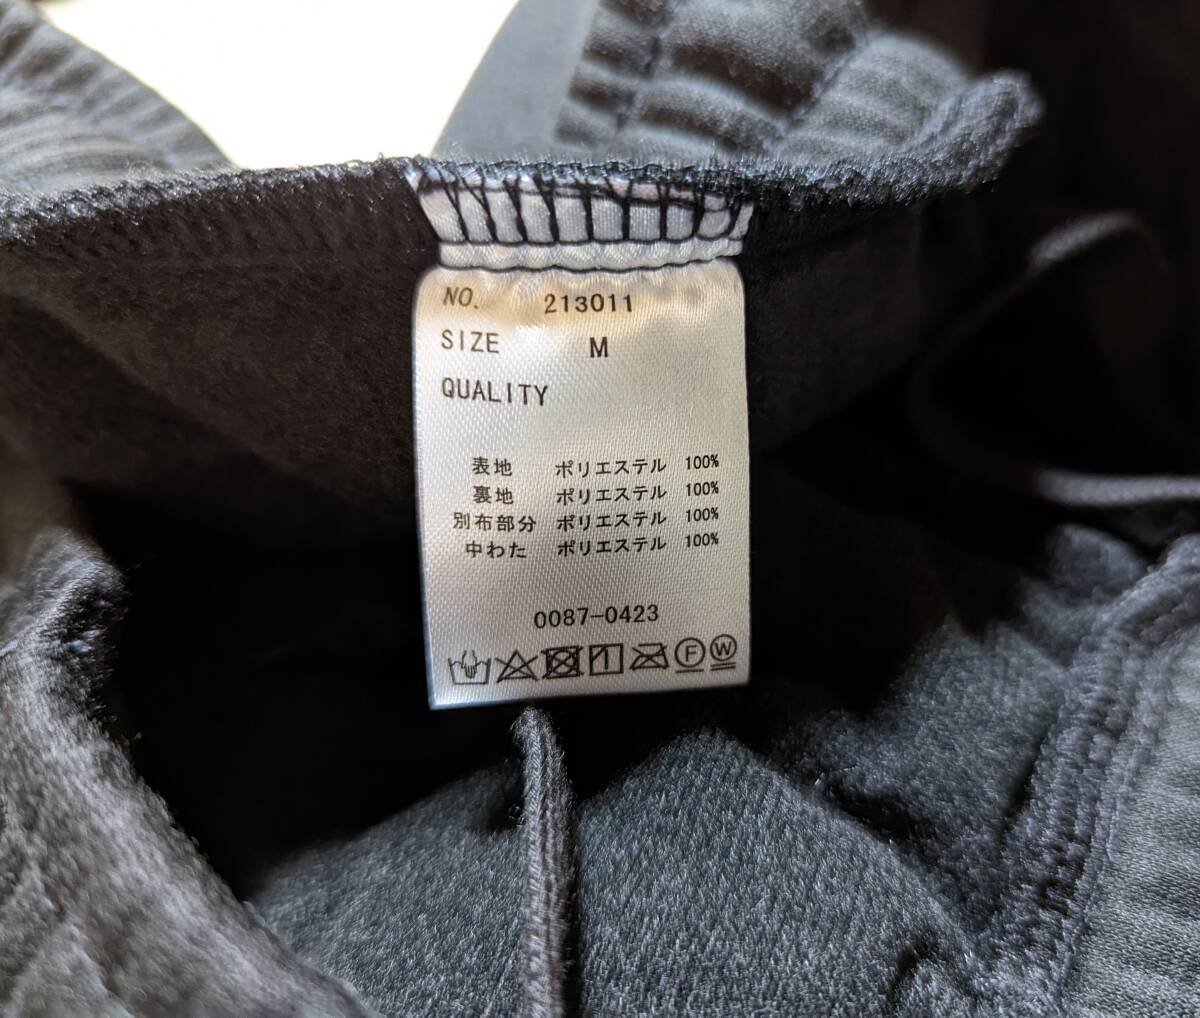 NO. 213011
SIZE M
QUALITY
表地 ポリエステル 100%
裏地 ポリエステル 100%
別布部分 ポリエステル 100%
中わた ポリエステル 100%
0087-0423
F W